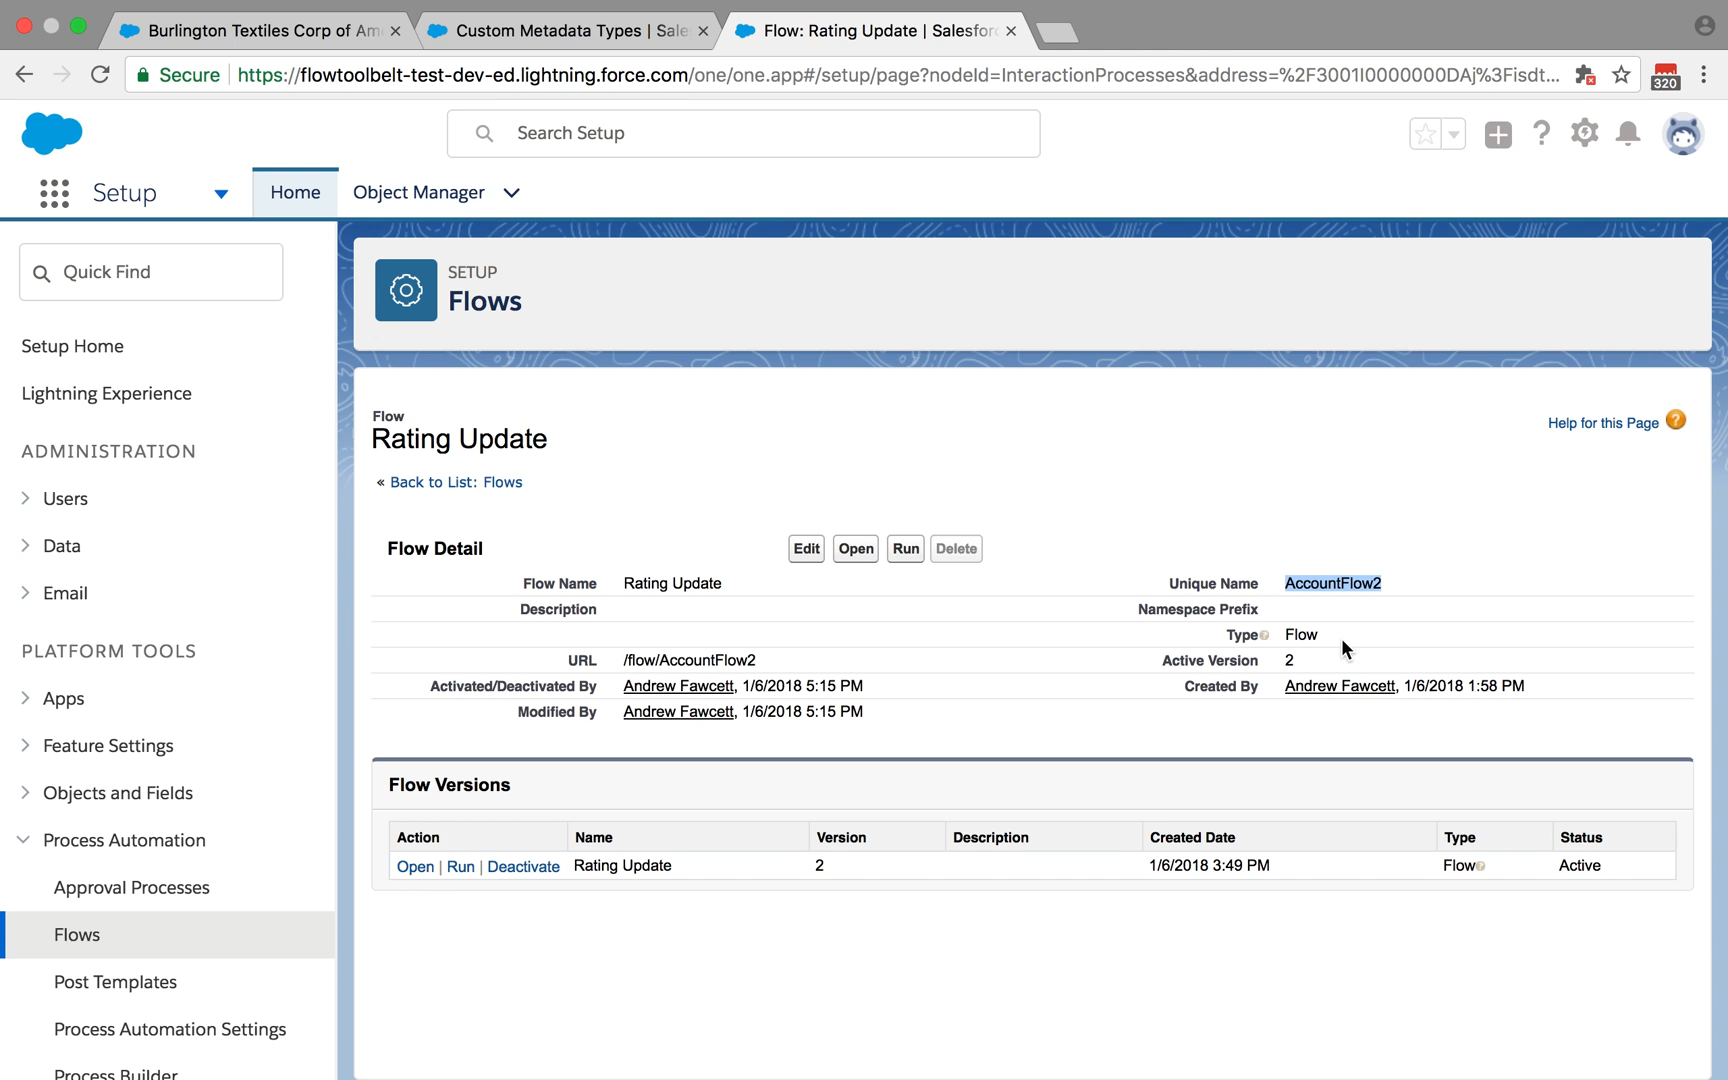 Burlington Textiles Corp of Am
Custom Metadata Types | Sale
Flow: Rating Update | Salesforc
Secure
https://flowtoolbelt-test-dev-ed.lightning.force.com/one/one.app#/setup/page?nodeId=InteractionProcesses&address=%2F3001I0000000DAj%3Fisdt...
320
Search Setup
Setup
Home
Object Manager
Quick Find
Setup Home
Lightning Experience
ADMINISTRATION
Users
Data
Email
PLATFORM TOOLS
Apps
Feature Settings
Objects and Fields
Process Automation
Approval Processes
Flows
Post Templates
Process Automation Settings
Process Builder
SETUP
Flows
Flow
Rating Update
Help for this Page
« Back to List: Flows
Flow Detail
Edit Open Run Delete
Flow Name Rating Update Unique Name AccountFlow2
Description Namespace Prefix
Type Flow
URL /flow/AccountFlow2 Active Version 2
Activated/Deactivated By Andrew Fawcett, 1/6/2018 5:15 PM Created By Andrew Fawcett, 1/6/2018 1:58 PM
Modified By Andrew Fawcett, 1/6/2018 5:15 PM
Flow Versions
Action Name Version Description Created Date Type Status
Open | Run | Deactivate Rating Update 2 1/6/2018 3:49 PM Flow Active